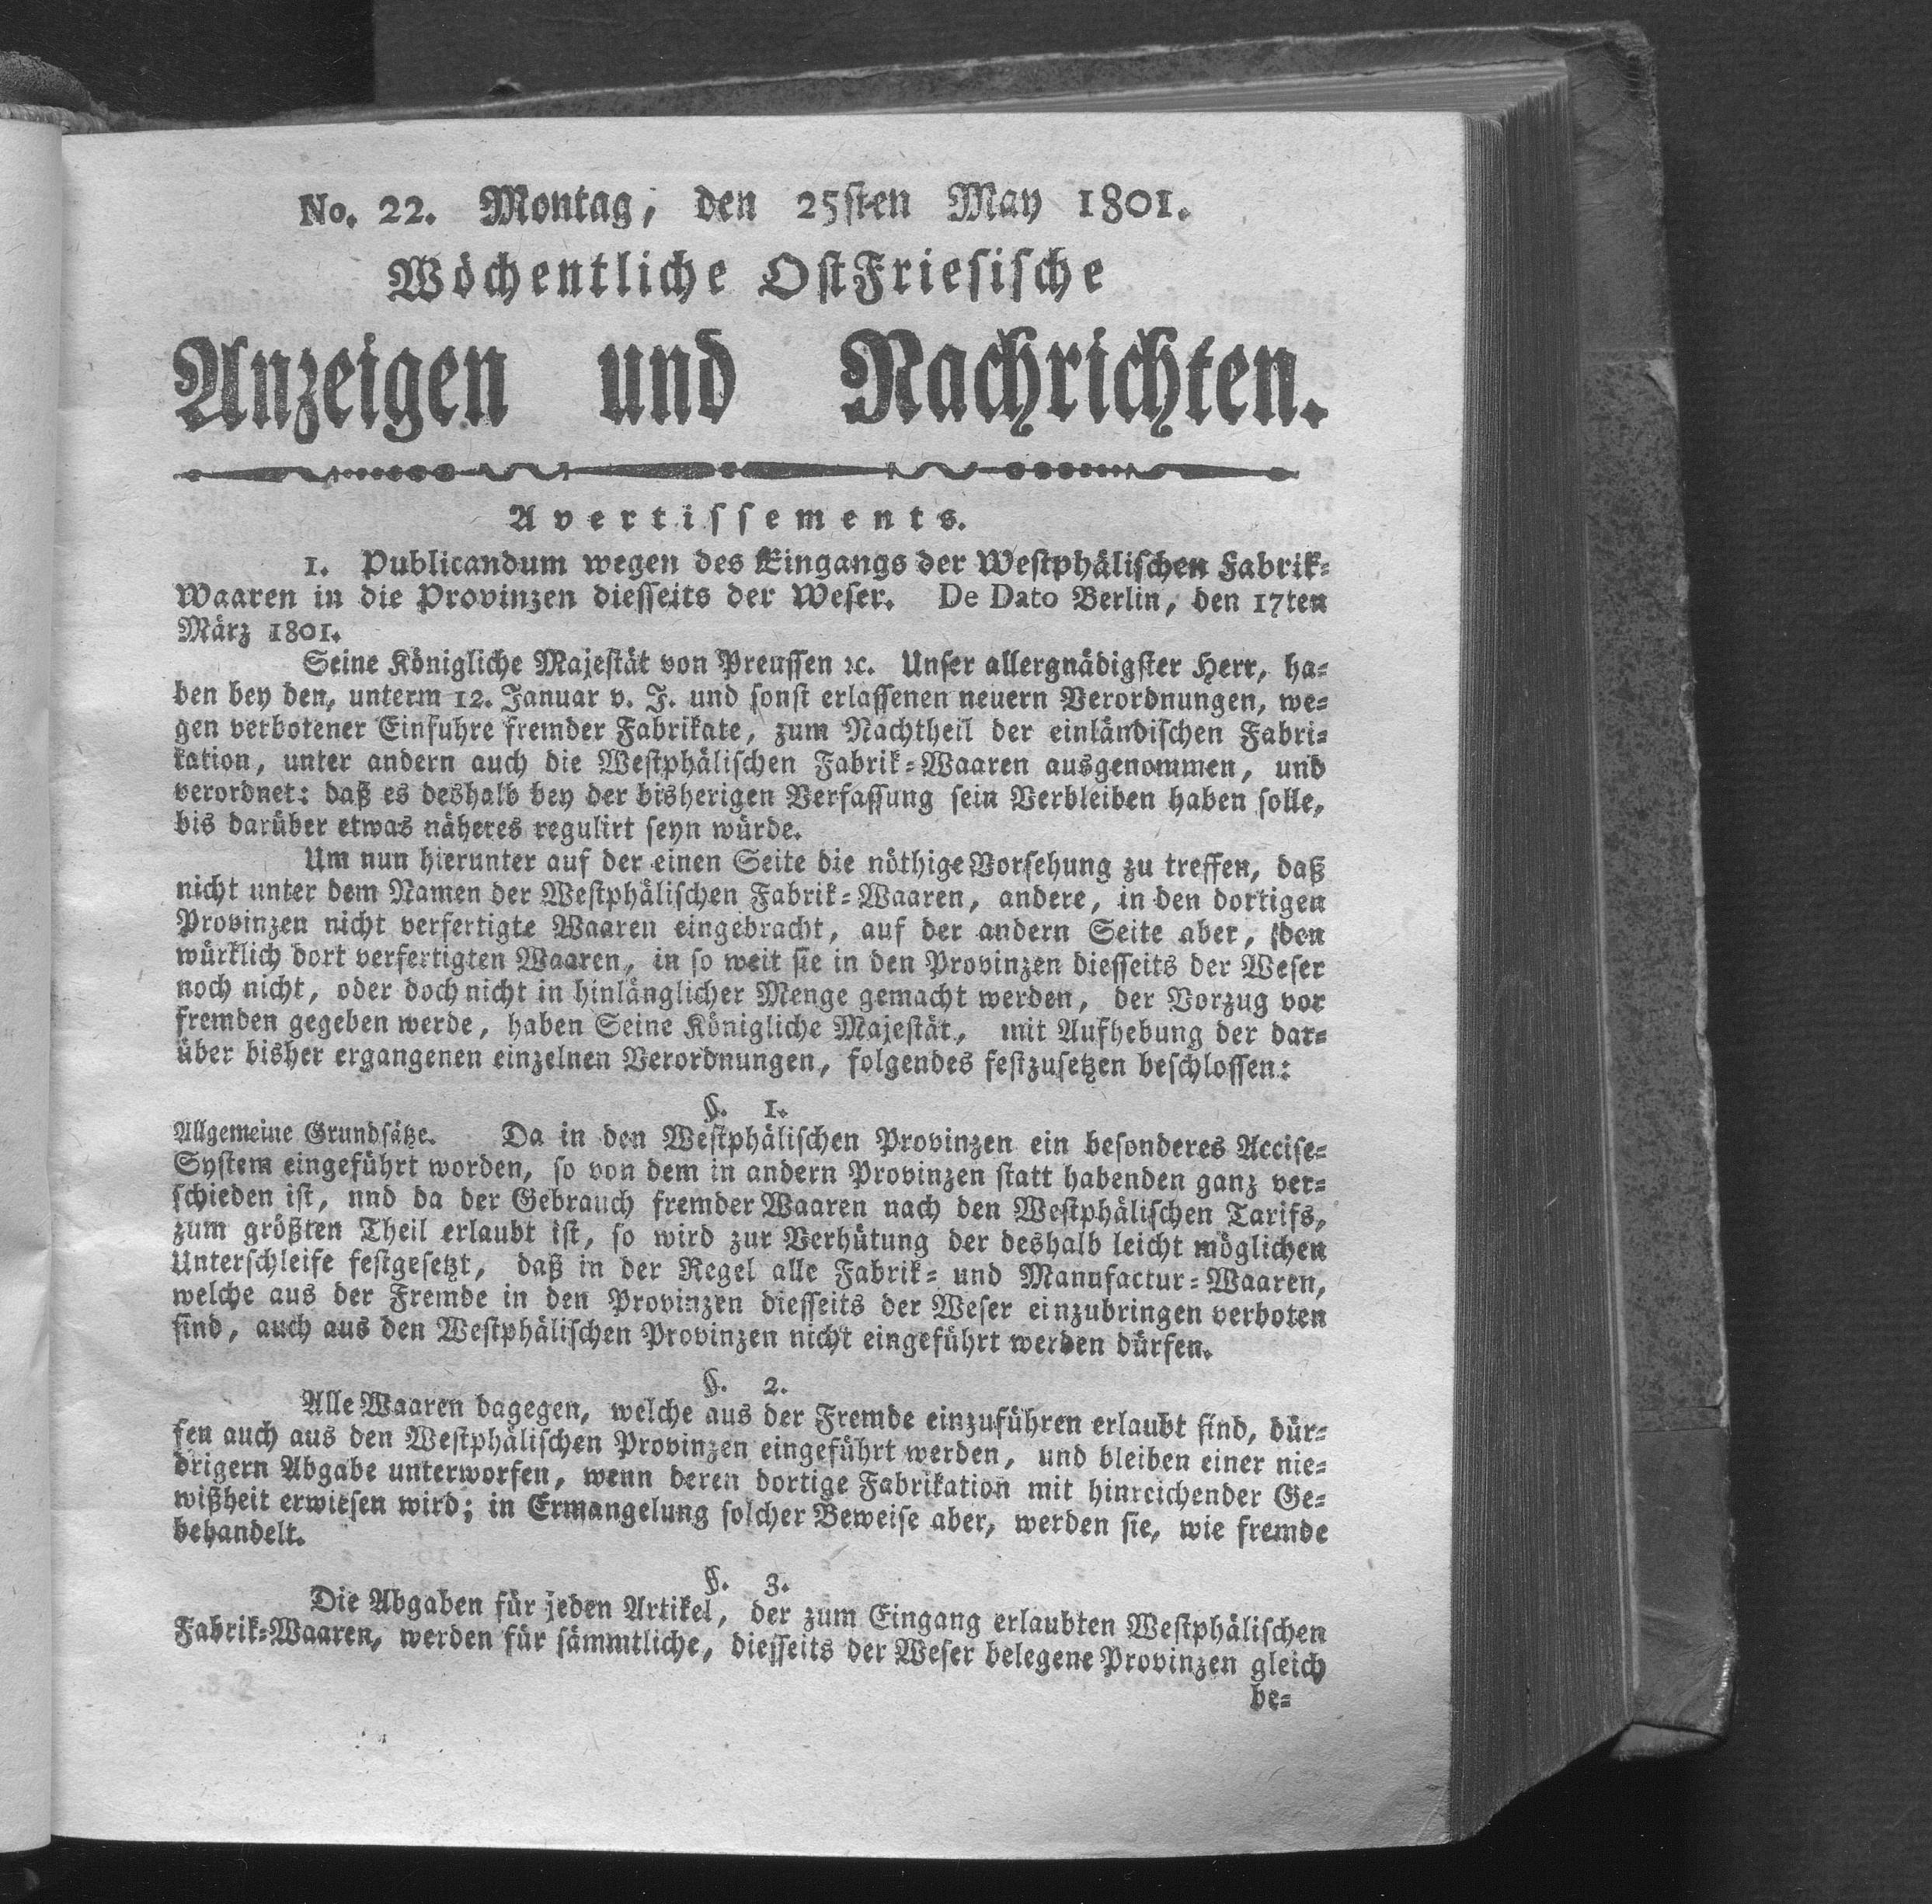 No. 22. Montag, den 25sten May 1801.
Wöchentliche OstFriesische
Anzeigen und Nachrichten.
Avertissements.
1. Publicandum wegen des Eingangs der Westphälischen Fabrik-
Waaren in die Provinzen diesseits der Weser. De Dato Berlin, den 17ten
März 1801.
Seine Königliche Majestät von Preussen ꝛc. Unser allergnädigster Herr, ha-
ben bey den, unterm 12. Januar v. J. und sonst erlassenen neuern Verordnungen, we-
gen verbotener Einfuhre fremder Fabrikate, zum Nachtheil der einländischen Fabri-
kation, unter andern auch die Westphälischen Fabrik-Waaren ausgenommen, und
verordnet: daß es deshalb bey der bisherigen Verfassung sein Verbleiben haben solle,
bis darüber etwas näheres regulirt seyn würde.
Um nun hierunter auf der einen Seite die nöthige Vorsehung zu treffen, daß
nicht unter dem Namen der Westphälischen Fabrik-Waaren, andere, in den dortigen
Provinzen nicht verfertigte Waaren eingebracht, auf der andern Seite aber, den
würklich dort verfertigten Waaren, in so weit sie in den Provinzen diesseits der Weser
noch nicht, oder doch nicht in hinlänglicher Menge gemacht werden, der Vorzug vor
fremden gegeben werde, haben Seine Königliche Majestät, mit Aufhebung der dar-
über bisher ergangenen einzelnen Verordnungen, folgendes festzusetzen beschlossen:
§. 1.
Allgemeine Grundsätze. Da in den Westphälischen Provinzen ein besonderes Accise-
System eingeführt worden, so von dem in andern Provinzen statt habenden ganz ver-
schieden ist, nnd da der Gebrauch fremder Waaren nach den Westphälischen Tarifs,
zum größten Theil erlaubt ist, so wird zur Verhütung der deshalb leicht möglichen
Unterschleife festgesetzt, daß in der Regel alle Fabrik- und Manufactur-Waaren,
welche aus der Fremde in den Provinzen diesseits der Weser einzubringen verboten
sind, auch aus den Westphälischen Provinzen nicht eingeführt werden dürfen.
§. 2.
Alle Waaren dagegen, welche aus der Fremde einzuführen erlaubt sind, dür-
fen auch aus den Westphälischen Provinzen eingeführt werden, und bleiben einer nie-
drigern Abgabe unterworfen, wenn deren dortige Fabrikation mit hinreichender Ge-
wißheit erwiesen wird; in Ermangelung solcher Beweise aber, werden sie, wie fremde
behandelt.
§. 3.
Die Abgaben für jeden Artikel, der zum Eingang erlaubten Westphälischen
Fabrik-Waaren, werden für sämmtliche, diesseits der Weser belegene Provinzen gleich
be-